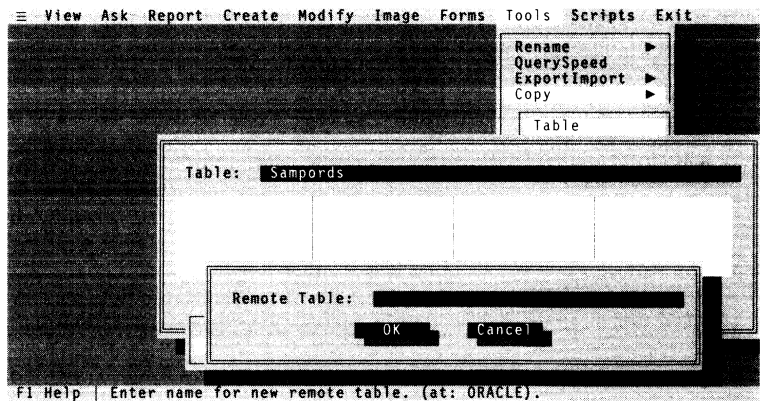 ≡ View Ask Report Create Modify Image Forms Tools Scripts Exit
Rename ►
QuerySpeed
ExportImport ►
Copy ►
Table
Table: Sampords
Remote Table:
OK Cancel
F1 Help | Enter name for new remote table. (at: ORACLE).